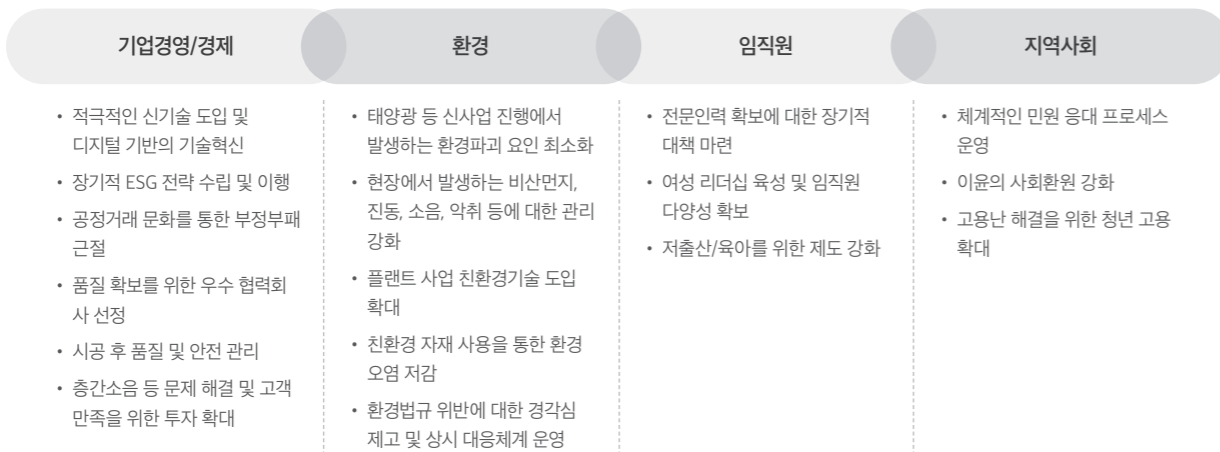 기업경영/경제
• 적극적인 신기술 도입 및
디지털 기반의 기술혁신
• 장기적 ESG 전략 수립 및 이행
• 공정거래 문화를 통한 부정부패
근절
• 품질 확보를 위한 우수 협력회
사 선정
• 시공 후 품질 및 안전 관리
• 층간소음 등 문제 해결 및 고객
만족을 위한 투자 확대
환경
• 태양광 등 신사업 진행에서
발생하는 환경파괴 요인 최소화
• 현장에서 발생하는 비산먼지,
진동, 소음, 악취 등에 대한 관리
강화
• 플랜트 사업 친환경기술 도입
확대
• 친환경 자재 사용을 통한 환경
오염 저감
• 환경법규 위반에 대한 경각심
제고 및 상시 대응체계 운영
임직원
• 전문인력 확보에 대한 장기적
대책 마련
• 여성 리더십 육성 및 임직원
다양성 확보
• 저출산/육아를 위한 제도 강화
지역사회
• 체계적인 민원 응대 프로세스
운영
• 이윤의 사회환원 강화
• 고용난 해결을 위한 청년 고용
확대